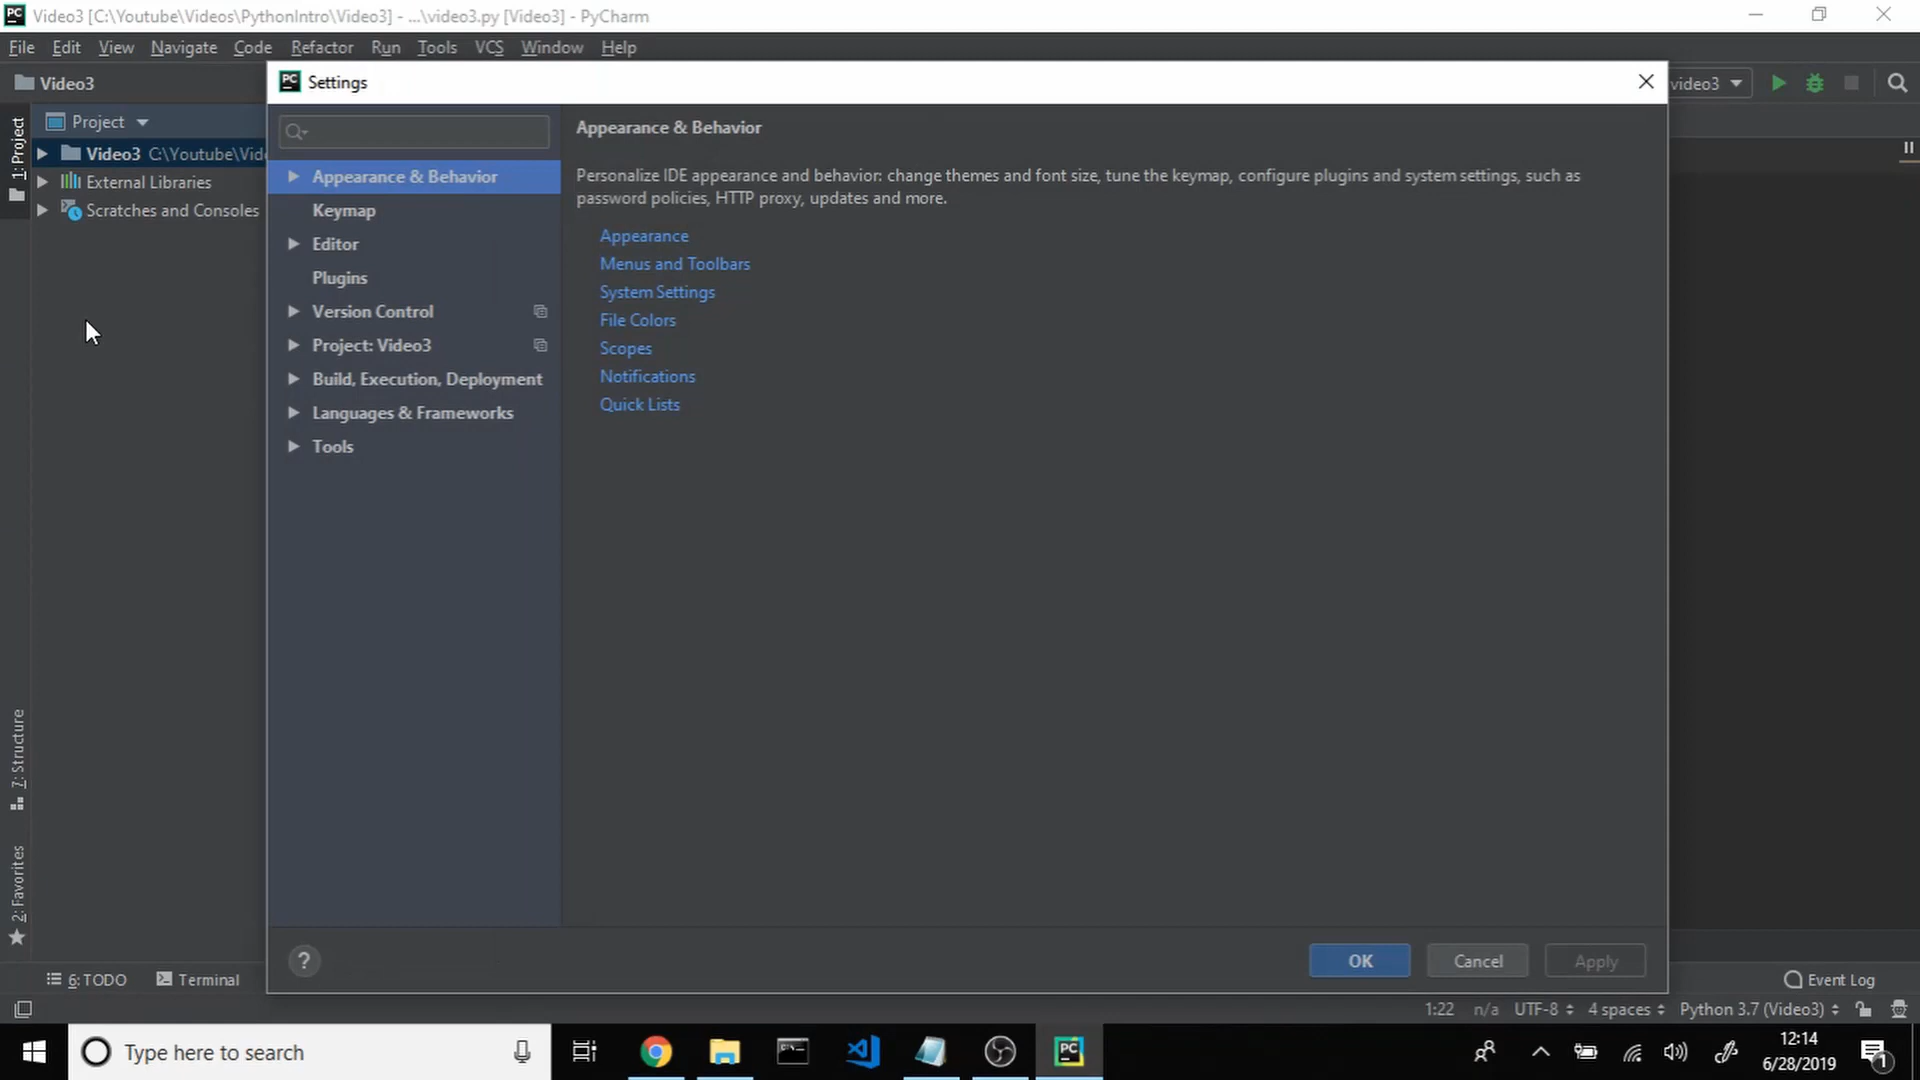 Video3 [C:\Youtube\Videos\PythonIntro\Video3] - ...\video3.py [Video3] - PyCharm
File Edit View Navigate Code Refactor Run Tools VCS Window Help
Video3
Settings
video3
1: Project
Project
Video3 C:\Youtube\Vide
External Libraries
Scratches and Consoles
Appearance & Behavior
Keymap
Editor
Plugins
Version Control
Project: Video3
Build, Execution, Deployment
Languages & Frameworks
Tools
Appearance & Behavior
Personalize IDE appearance and behavior: change themes and font size, tune the keymap, configure plugins and system settings, such as
password policies, HTTP proxy, updates and more.
Appearance
Menus and Toolbars
System Settings
File Colors
Scopes
Notifications
Quick Lists
7: Structure
2: Favorites
? OK Cancel Apply
6: TODO Terminal Event Log
1:22 n/a UTF-8 4 spaces Python 3.7 (Video3)
Type here to search
12:14
6/28/2019
1